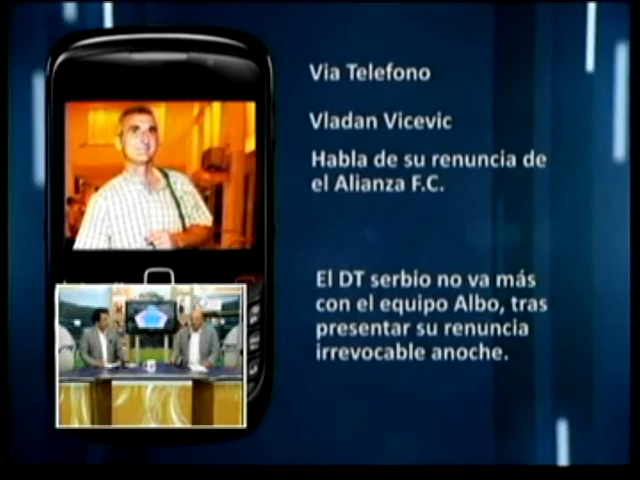 Via Telefono
Vladan Vicevic
Habla de su renuncia de
el Alianza F.C.
El DT serbio no va más
con el equipo Albo, tras
presentar su renuncia
irrevocable anoche.